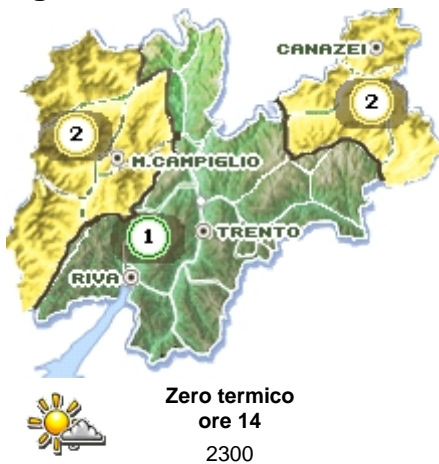 CANAZEI
2
2
M.CAMPIGLIO
1
TRENTO
RIVA
Zero termico
ore 14
2300